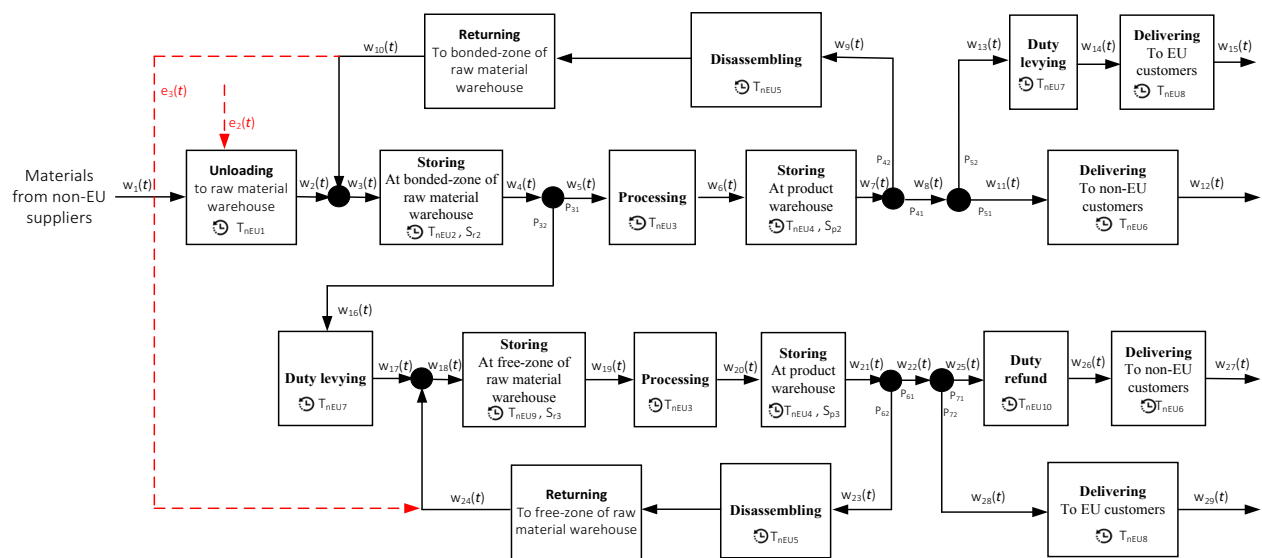 Returning
To bonded-zone of
raw material
warehouse
w10(t)
Disassembling
TnEU5
w9(t)
w13(t)
Duty
levying
TnEU7
w14(t)
Delivering
To EU
customers
TnEU8
w15(t)
e3(t)
e2(t)
Materials
from non-EU
suppliers
w1(t)
Unloading
to raw material
warehouse
TnEU1
w2(t)
w3(t)
Storing
At bonded-zone of
raw material
warehouse
TnEU2 , Sr2
w4(t)
w5(t)
P31
P32
Processing
TnEU3
w6(t)
Storing
At product
warehouse
TnEU4 , Sp2
w7(t)
P42
w8(t)
P41
P52
w11(t)
P51
Delivering
To non-EU
customers
TnEU6
w12(t)
w16(t)
Duty levying
TnEU7
w17(t)
w18(t)
Storing
At free-zone of
raw material
warehouse
TnEU9 , Sr3
w19(t)
Processing
TnEU3
w20(t)
Storing
At product
warehouse
TnEU4 , Sp3
w21(t)
w22(t)
P61
P62
w25(t)
P71
P72
Duty
refund
TnEU10
w26(t)
Delivering
To non-EU
customers
TnEU6
w27(t)
w24(t)
Returning
To free-zone of raw
material warehouse
Disassembling
TnEU5
w23(t)
w28(t)
Delivering
To EU customers
TnEU8
w29(t)